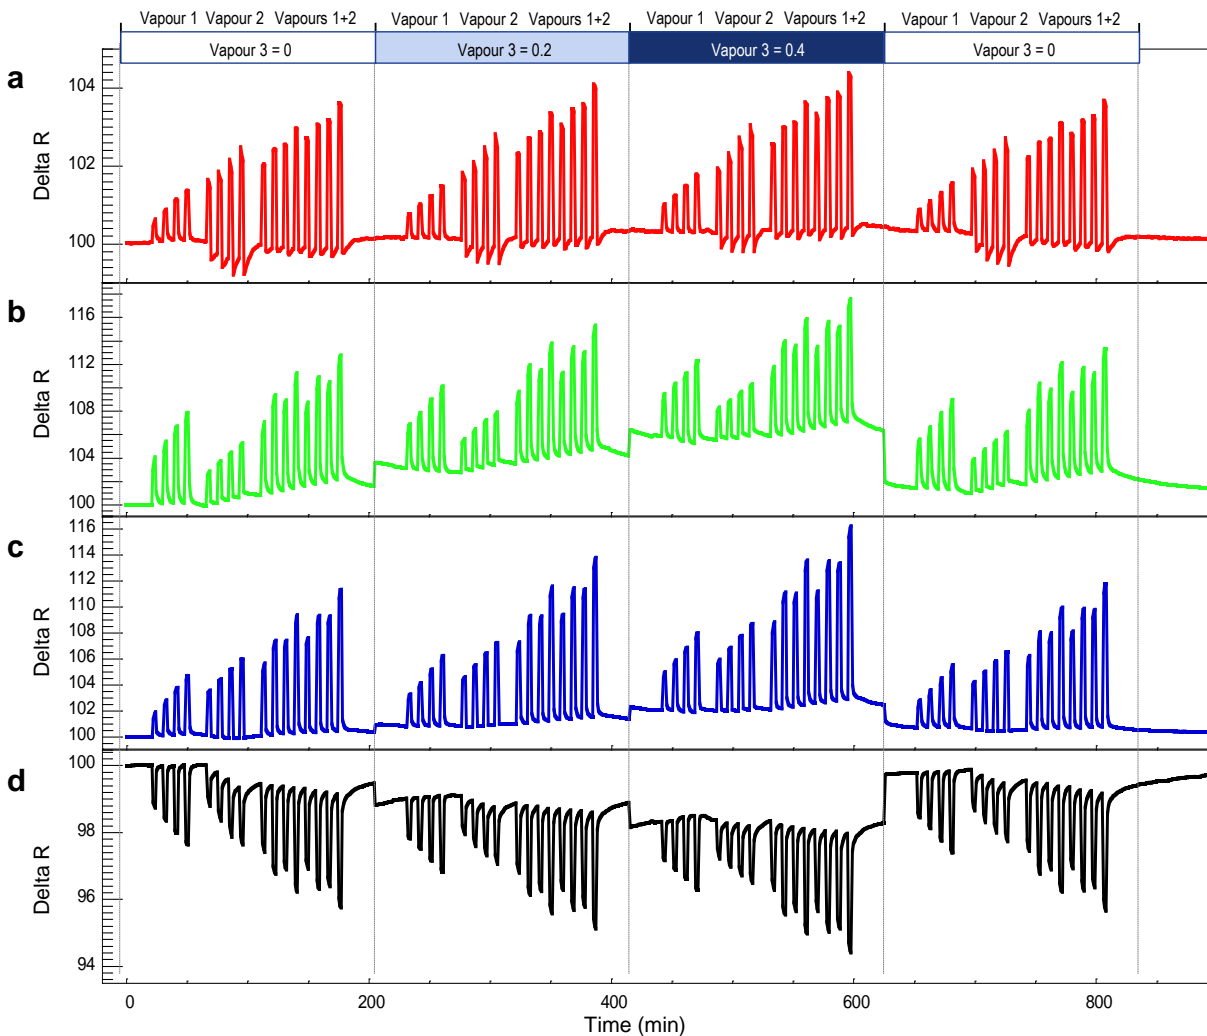 Vapour 1 Vapour 2 Vapours 1+2 Vapour 1 Vapour 2 Vapours 1+2 Vapour 1 Vapour 2 Vapours 1+2 Vapour 1 Vapour 2 Vapours 1+2
Vapour 3 = 0 Vapour 3 = 0.2 Vapour 3 = 0.4 Vapour 3 = 0
a
104
102
100
Delta R
b
116
112
108
104
100
Delta R
c
116
114
112
110
108
106
104
102
100
Delta R
d
100
98
96
94
Delta R
0 200 400 600 800
Time (min)